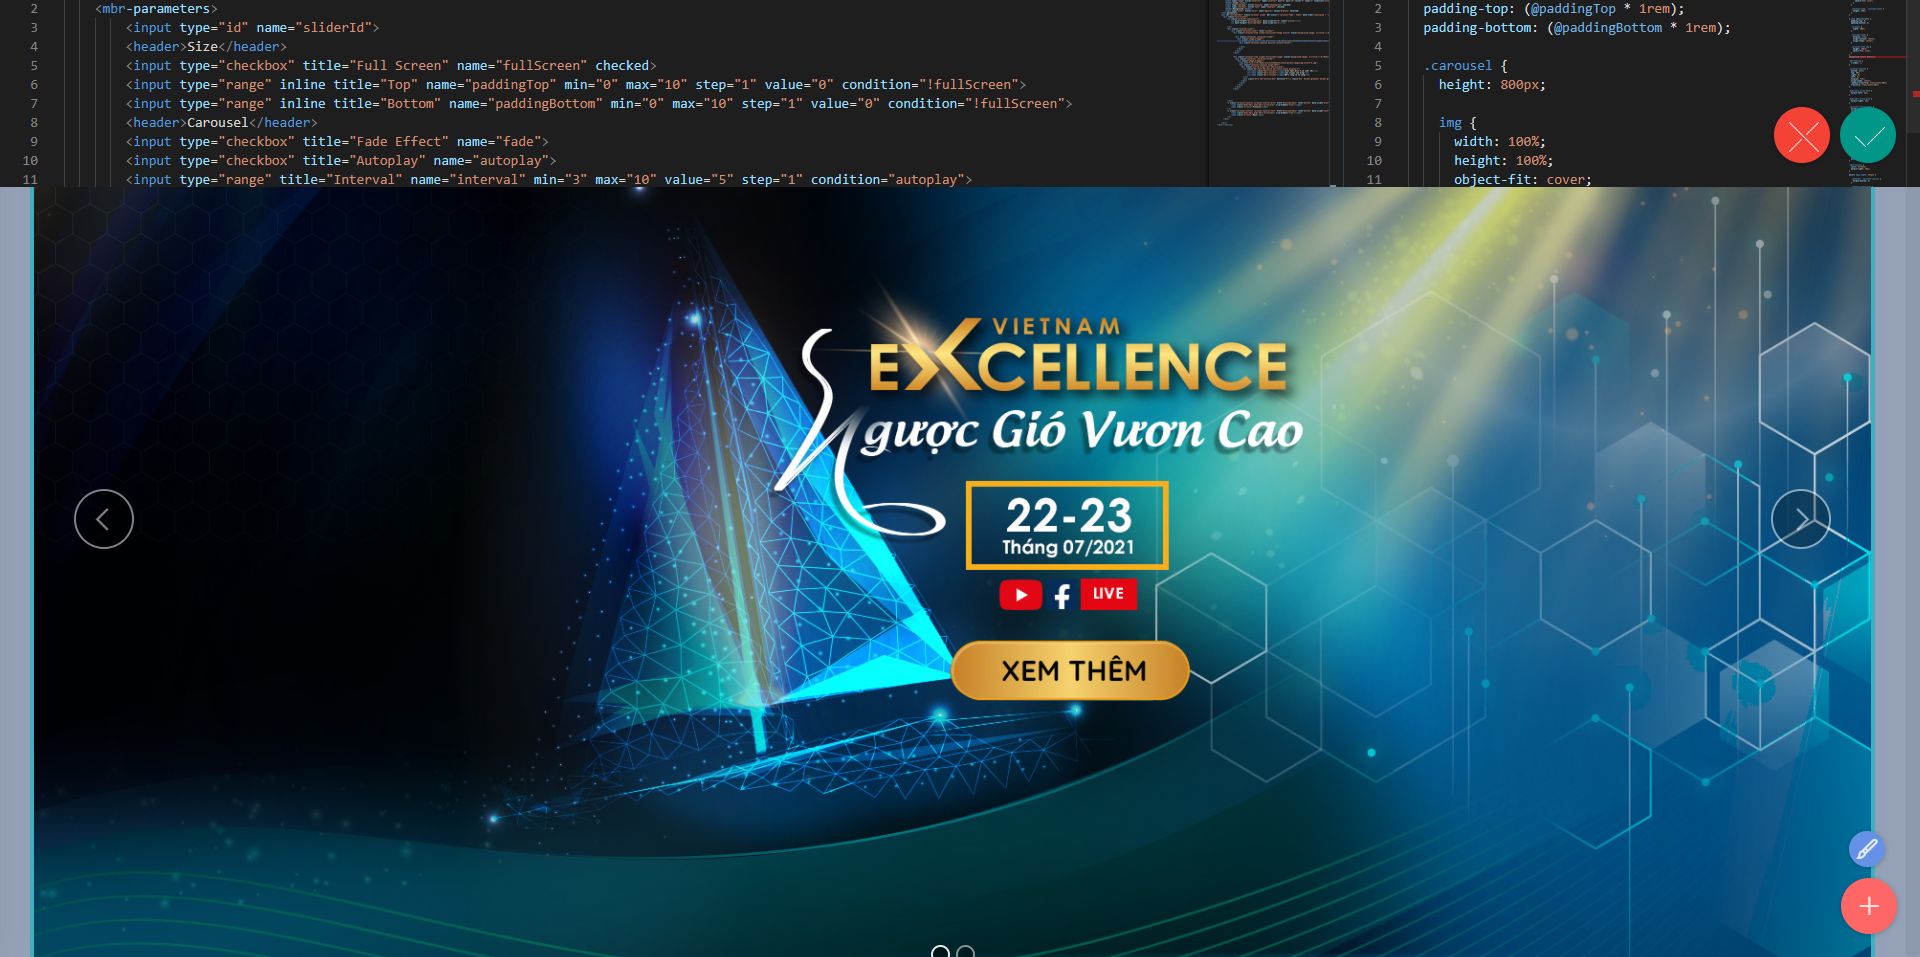 2 <mbr-parameters>
3 <input type="id" name="sliderId">
4 <header>Size</header>
5 <input type="checkbox" title="Full Screen" name="fullScreen" checked>
6 <input type="range" inline title="Top" name="paddingTop" min="0" max="10" step="1" value="0" condition="!fullScreen">
7 <input type="range" inline title="Bottom" name="paddingBottom" min="0" max="10" step="1" value="0" condition="!fullScreen">
8 <header>Carousel</header>
9 <input type="checkbox" title="Fade Effect" name="fade">
10 <input type="checkbox" title="Autoplay" name="autoplay">
11 <input type="range" title="Interval" name="interval" min="3" max="10" value="5" step="1" condition="autoplay">
2 padding-top: (@paddingTop * 1rem);
3 padding-bottom: (@paddingBottom * 1rem);
4
5 .carousel {
6 height: 800px;
7
8 img {
9 width: 100%;
10 height: 100%;
11 object-fit: cover;
VIETNAM
EXCELLENCE
Ngược Gió Vươn Cao
22-23
Tháng 07/2021
LIVE
XEM THÊM